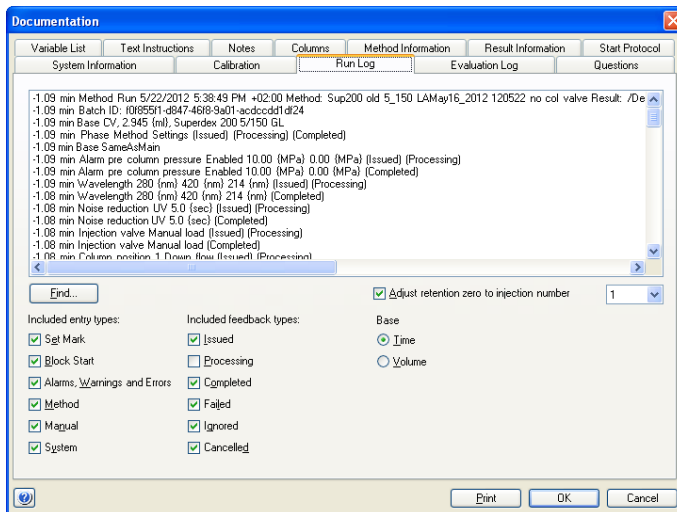 Documentation
Variable List Text Instructions Notes Columns Method Information Result Information Start Protocol
System Information Calibration Run Log Evaluation Log Questions
-1.09 min Method Run 5/22/2012 5:38:49 PM +02:00 Method: Sup200 old 5_150 LAMay16_2012 120522 no col valve Result: /De
-1.09 min Batch ID: f0f855f1-d847-46f8-9a01-acdccdd1df24
-1.09 min Base CV, 2.945 {ml}, Superdex 200 5/150 GL
-1.09 min Phase Method Settings (Issued) (Processing) (Completed)
-1.09 min Base SameAsMain
-1.09 min Alarm pre column pressure Enabled 10.00 {MPa} 0.00 {MPa} (Issued) (Processing)
-1.09 min Alarm pre column pressure Enabled 10.00 {MPa} 0.00 {MPa} (Completed)
-1.09 min Wavelength 280 {nm} 420 {nm} 214 {nm} (Issued) (Processing)
-1.08 min Wavelength 280 {nm} 420 {nm} 214 {nm} (Completed)
-1.08 min Noise reduction UV 5.0 {sec} (Issued) (Processing)
-1.08 min Noise reduction UV 5.0 {sec} (Completed)
-1.08 min Injection valve Manual load (Issued) (Processing)
-1.08 min Injection valve Manual load (Completed)
-1.08 min Column position 1 Down flow (Issued) (Processing)
Find... Adjust retention zero to injection number 1
Included entry types: Included feedback types: Base
Set Mark Issued Time
Block Start Processing Volume
Alarms, Warnings and Errors Completed
Method Failed
Manual Ignored
System Cancelled
Print OK Cancel